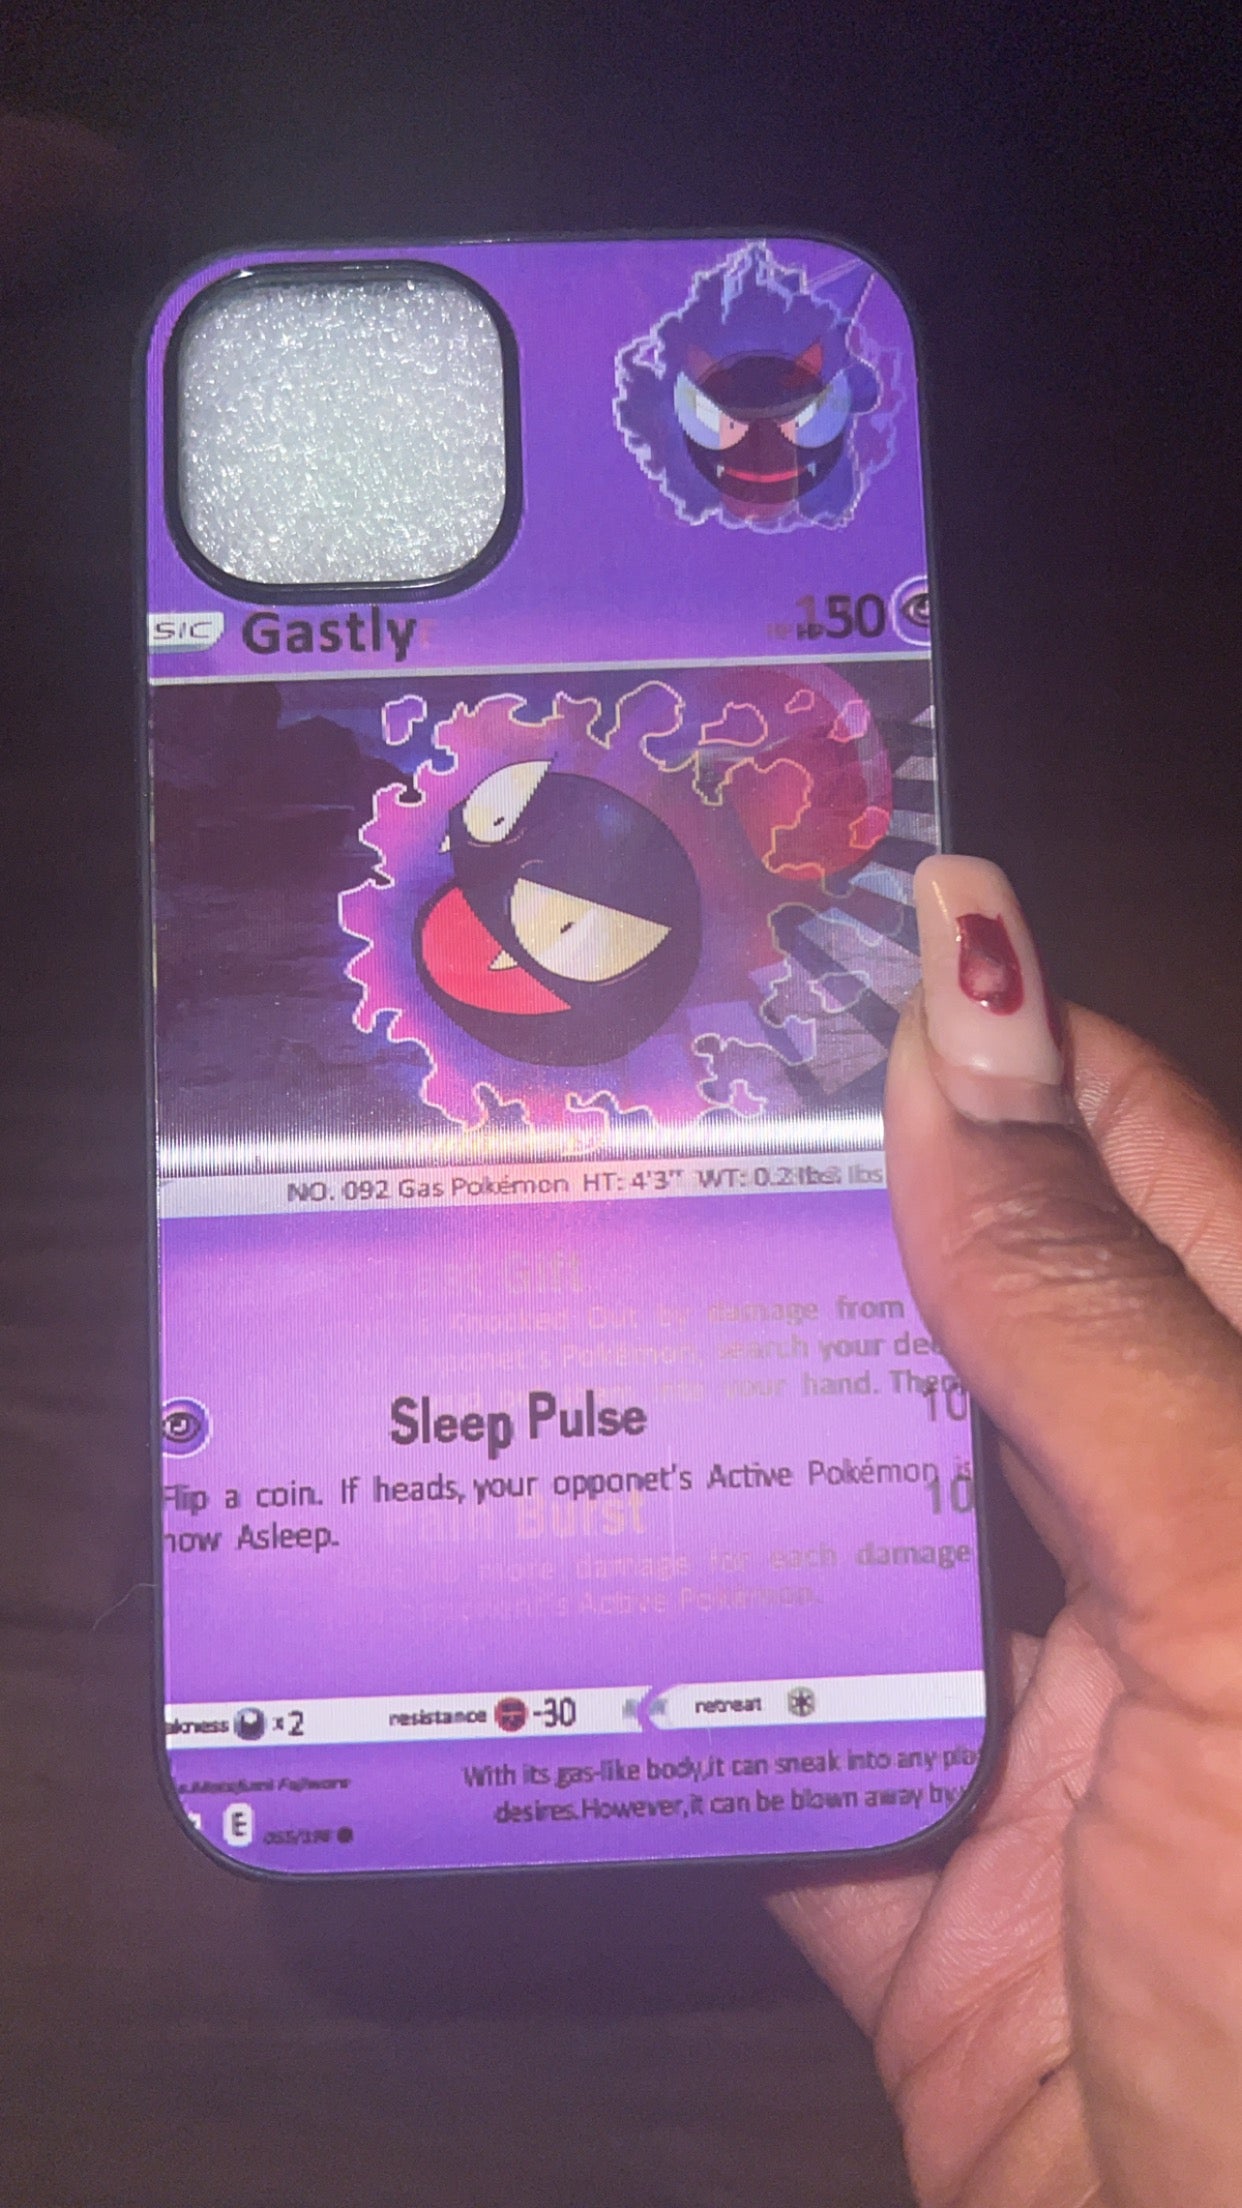 SIC Gastly 50
NO. 092 Gas Pokémon HT: 4'3" WT: 0.2 lbs
Gift
Knocked Out by damage from
ponet's Pokémon, search your de
into your hand. Then
Sleep Pulse 10
Flip a coin. If heads, your opponet's Active Pokémon is
now Asleep.
10
Burst
more damage for each damage
Active Pokémon.
akness x2 resistance -30 retreat
With its gas-like body,it can sneak into any pla
desires.However,it can be blown away by
E